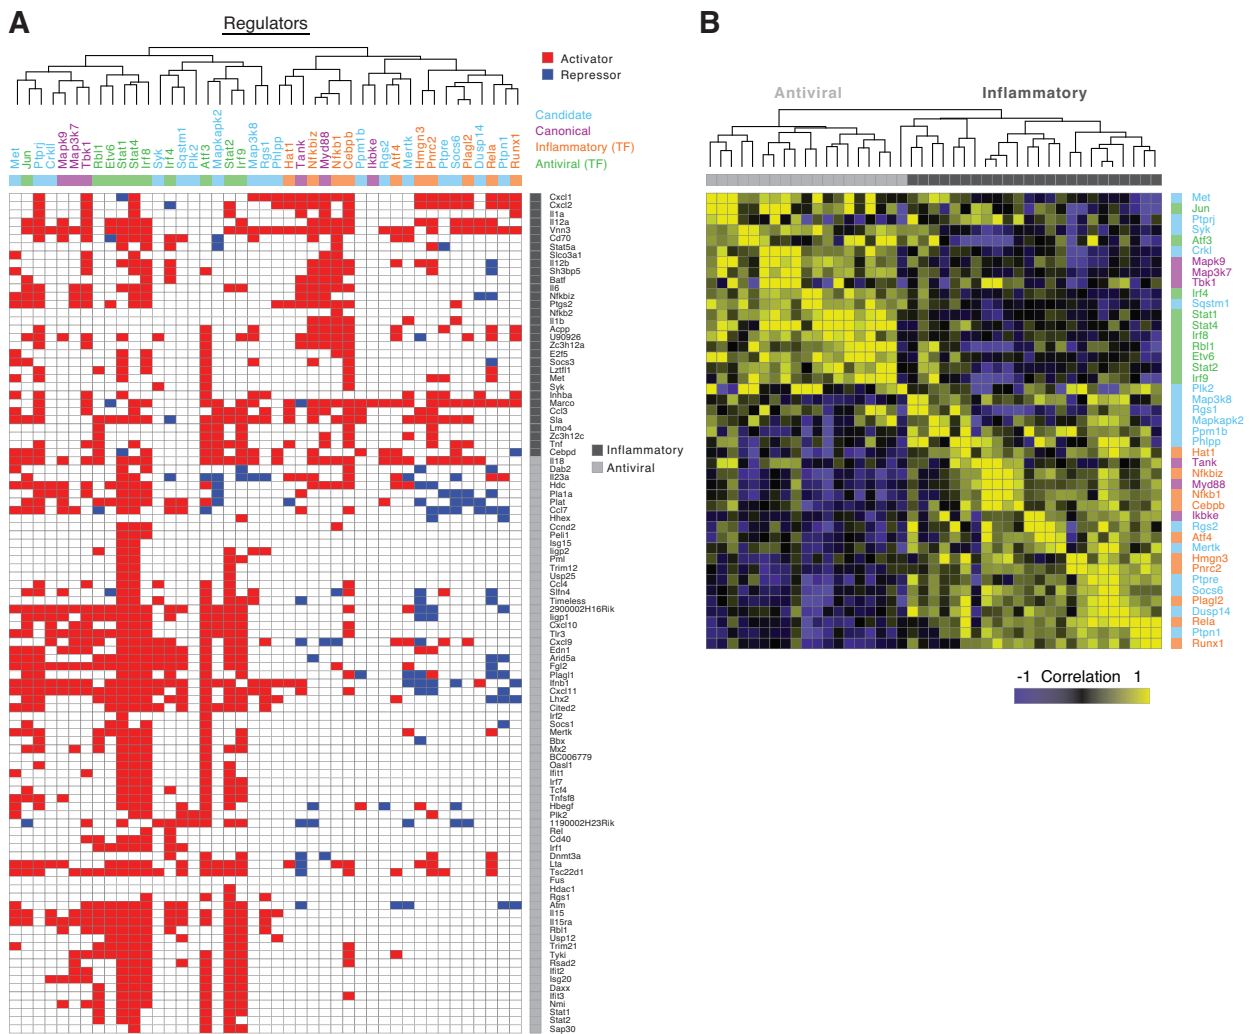 A
Regulators
Activator
Repressor
Candidate
Canonical
Inflammatory (TF)
Antiviral (TF)
Met
Jun
Ptprj
Crkl
Mapk9
Map3k7
Tbk1
Rbl1
Etv6
Stat1
Stat4
Irf8
Syk
Irf4
Sqstm1
Plk2
Atf3
Mapkapk2
Stat2
Irf9
Map3k8
Rgs1
Phlpp
Hat1
Tank
Nfkbiz
Myd88
Nfkb1
Cebpb
Ppm1b
Ikbke
Rgs2
Atf4
Mertk
Hmgn3
Pnrc2
Ptpre
Socs6
Plagl2
Dusp14
Rela
Ptpn1
Runx1
Cxcl1
Cxcl2
Il1a
Il12a
Vnn3
Cd70
Stat5a
Slco3a1
Il12b
Sh3bp5
Batf
Il6
Nfkbiz
Ptgs2
Nfkb2
Il1b
Acpp
U90926
Zc3h12a
E2f5
Socs3
Lztfl1
Met
Syk
Inhba
Marco
Ccl3
Sla
Lmo4
Zc3h12c
Tnf
Cebpd
Il18
Dab2
Il23a
Hdc
Pla1a
Plat
Ccl7
Hhex
Ccnd2
Peli1
Isg15
Iigp2
Pml
Trim12
Usp25
Ccl4
Slfn4
Timeless
2900002H16Rik
Iigp1
Cxcl10
Tlr3
Cxcl9
Edn1
Arid5a
Fgl2
Plagl1
Ifnb1
Cxcl11
Lhx2
Cited2
Irf2
Socs1
Mertk
Bbx
Mx2
BC006779
Oasl1
Ifit1
Irf7
Tcf4
Tnfsf8
Hbegf
Plk2
1190002H23Rik
Rel
Cd40
Irf1
Dnmt3a
Lta
Tsc22d1
Fus
Hdac1
Rgs1
Atm
Il15
Il15ra
Rbl1
Usp12
Trim21
Tyki
Rsad2
Ifit2
Isg20
Daxx
Ifit3
Nmi
Stat1
Stat2
Sap30
Inflammatory
Antiviral
B
Antiviral
Inflammatory
Met
Jun
Ptprj
Syk
Atf3
Crkl
Mapk9
Map3k7
Tbk1
Irf4
Sqstm1
Stat1
Stat4
Irf8
Rbl1
Etv6
Stat2
Irf9
Plk2
Map3k8
Rgs1
Mapkapk2
Ppm1b
Phlpp
Hat1
Tank
Nfkbiz
Myd88
Nfkb1
Cebpb
Ikbke
Rgs2
Atf4
Mertk
Hmgn3
Pnrc2
Ptpre
Socs6
Plagl2
Dusp14
Rela
Ptpn1
Runx1
-1 Correlation 1